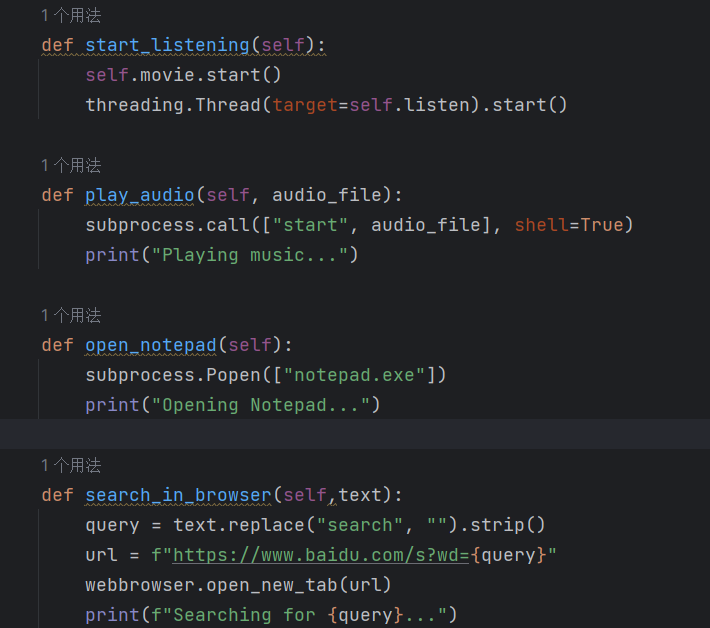 1 个用法
def start_listening(self):
    self.movie.start()
    threading.Thread(target=self.listen).start()
1 个用法
def play_audio(self, audio_file):
    subprocess.call(["start", audio_file], shell=True)
    print("Playing music...")
1 个用法
def open_notepad(self):
    subprocess.Popen(["notepad.exe"])
    print("Opening Notepad...")
1 个用法
def search_in_browser(self,text):
    query = text.replace("search", "").strip()
    url = f"https://www.baidu.com/s?wd={query}"
    webbrowser.open_new_tab(url)
    print(f"Searching for {query}...")